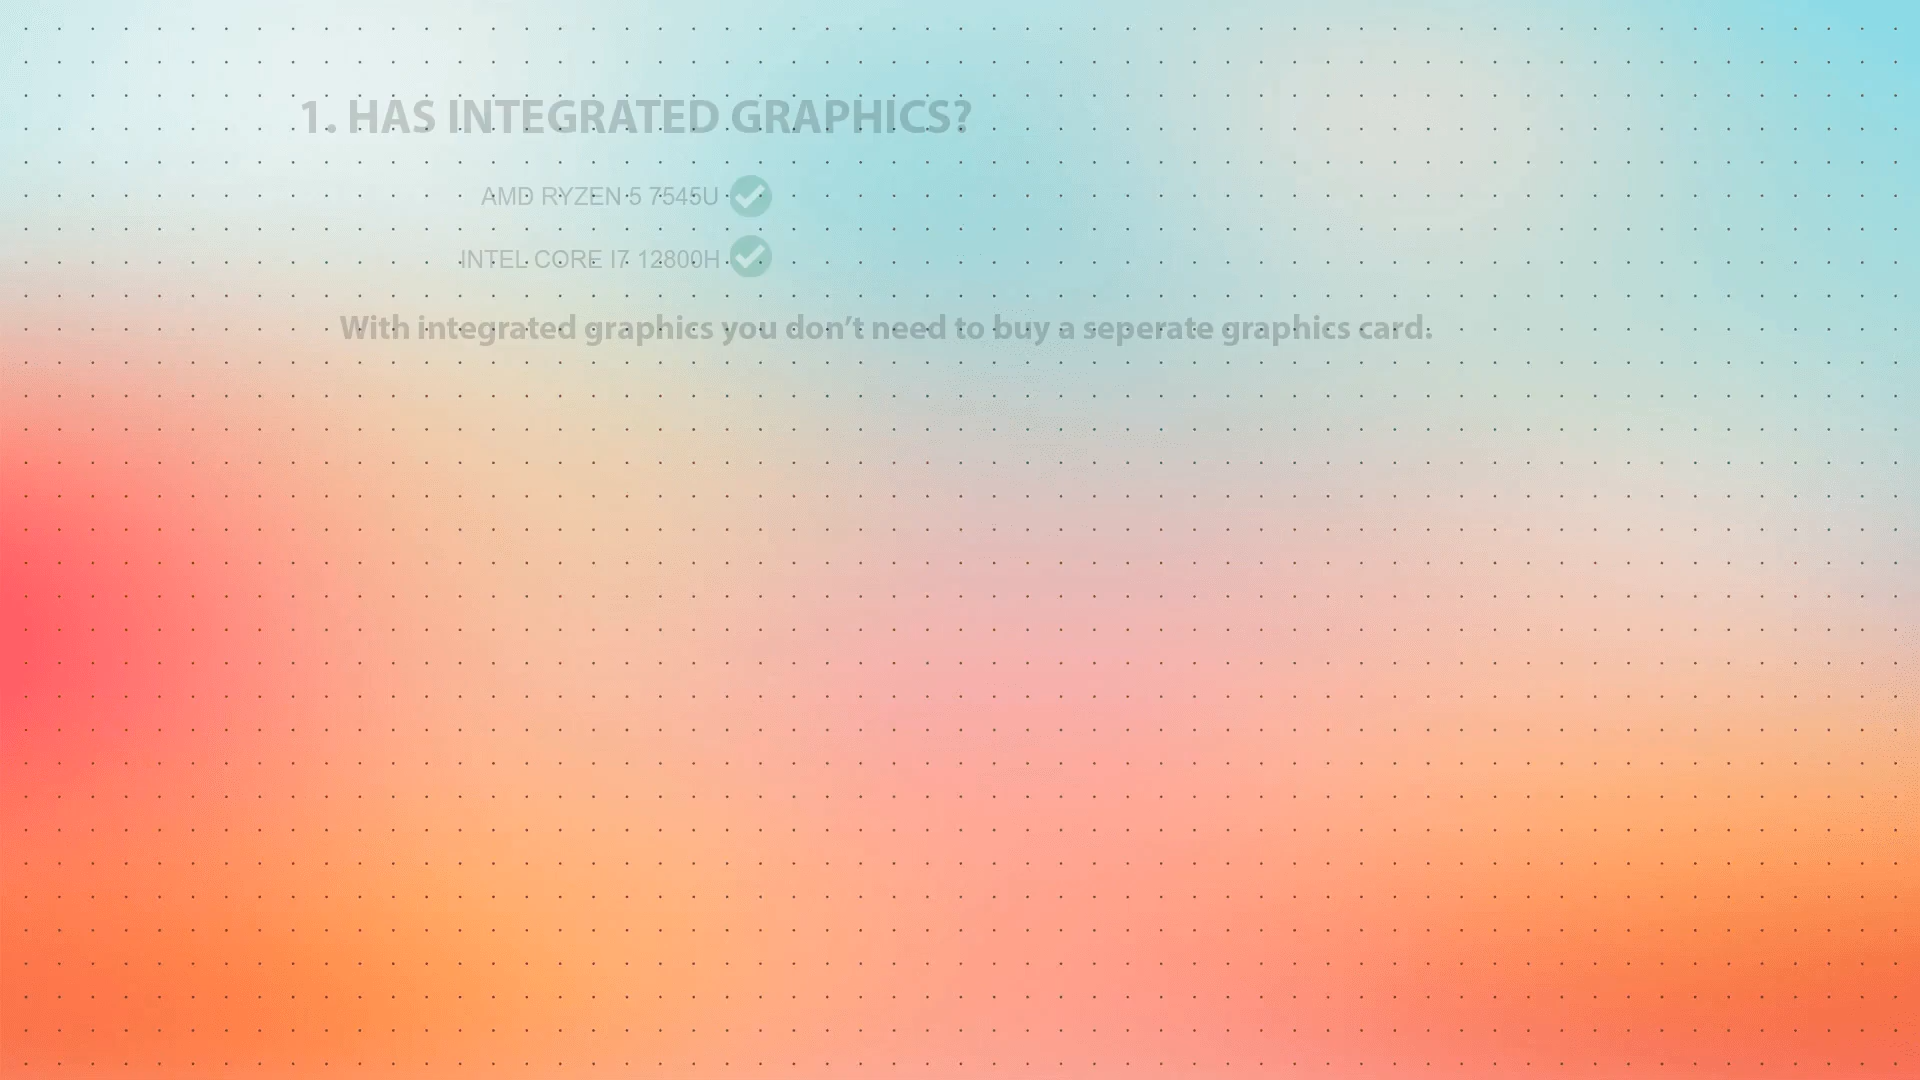 1. HAS INTEGRATED GRAPHICS?
AMD RYZEN 5 7545U
INTEL CORE I7 12800H
With integrated graphics you don’t need to buy a seperate graphics card.